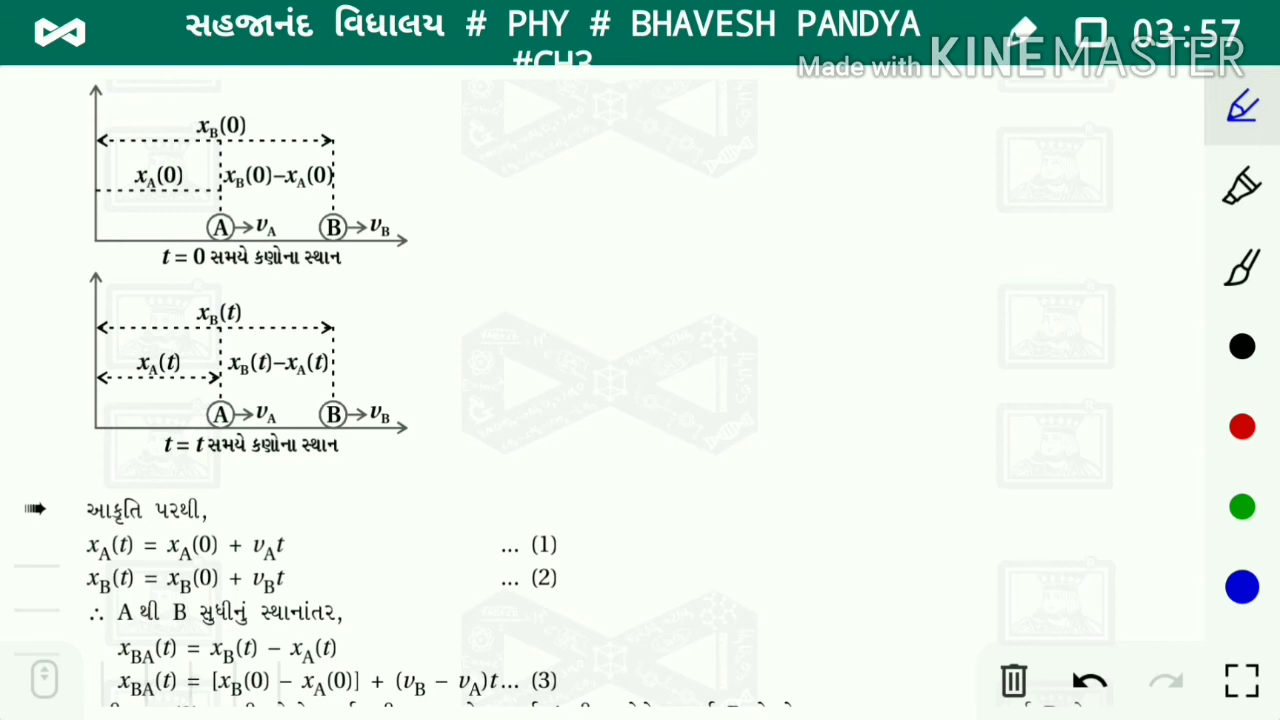 સહજાનંદ વિધાલય # PHY # BHAVESH PANDYA
#CH3
03:57
Made with KINEMASTER
x_B(0)
x_A(0)
x_B(0)–x_A(0)
A → v_A
B → v_B
t = 0 સમયે કણોના સ્થાન
x_B(t)
x_A(t)
x_B(t)–x_A(t)
A → v_A
B → v_B
t = t સમયે કણોના સ્થાન
આકૃતિ પરથી,
x_A(t) = x_A(0) + v_At ... (1)
x_B(t) = x_B(0) + v_Bt ... (2)
∴ A થી B સુધીનું સ્થાનાંતર,
x_BA(t) = x_B(t) – x_A(t)
x_BA(t) = [x_B(0) – x_A(0)] + (v_B – v_A)t... (3)